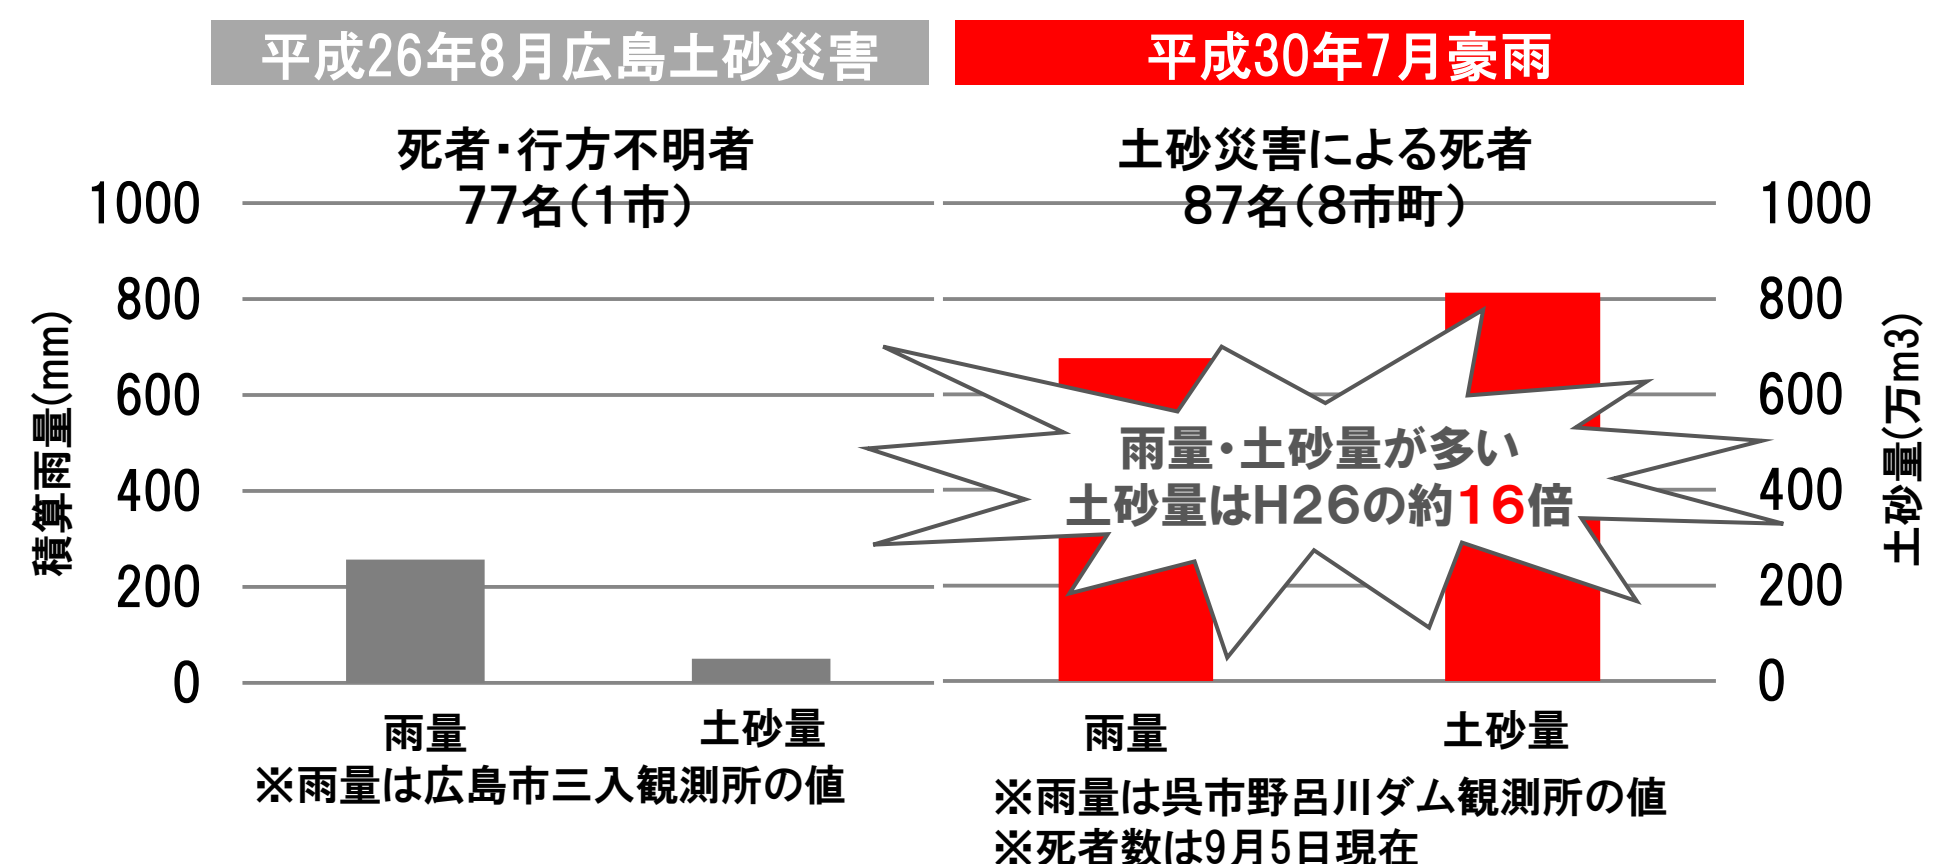 平成26年8月広島土砂災害
死者・行方不明者
77名(1市)
積算雨量(mm)
1000
800
600
400
200
0
雨量
土砂量
※雨量は広島市三入観測所の値
平成30年7月豪雨
土砂災害による死者
87名(8市町)
雨量・土砂量が多い
土砂量はH26の約16倍
1000
800
600
400
200
0
土砂量(万m3)
雨量
土砂量
※雨量は呉市野呂川ダム観測所の値
※死者数は9月5日現在